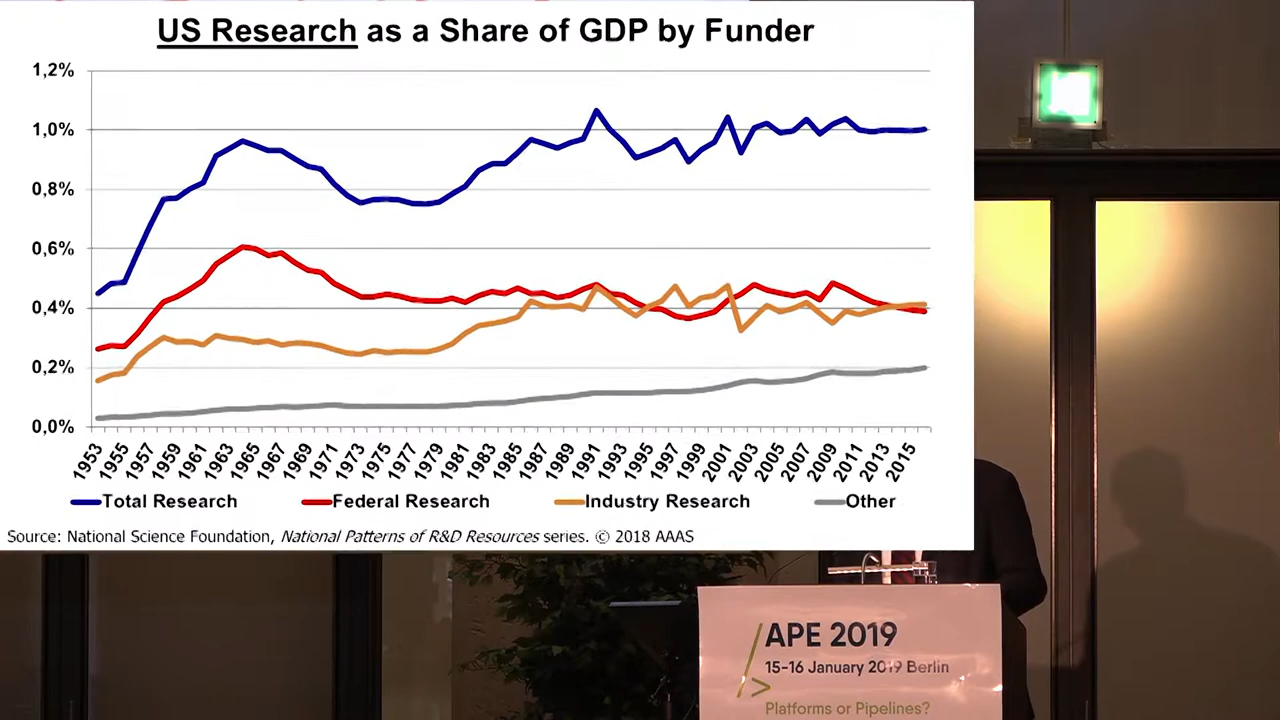 US Research as a Share of GDP by Funder
1,2%
1,0%
0,8%
0,6%
0,4%
0,2%
0,0%
1953 1955 1957 1959 1961 1963 1965 1967 1969 1971 1973 1975 1977 1979 1981 1983 1985 1987 1989 1991 1993 1995 1997 1999 2001 2003 2005 2007 2009 2011 2013 2015
Total Research Federal Research Industry Research Other
Source: National Science Foundation, National Patterns of R&D Resources series. © 2018 AAAS
APE 2019
15-16 January 2019 Berlin
Platforms or Pipelines?